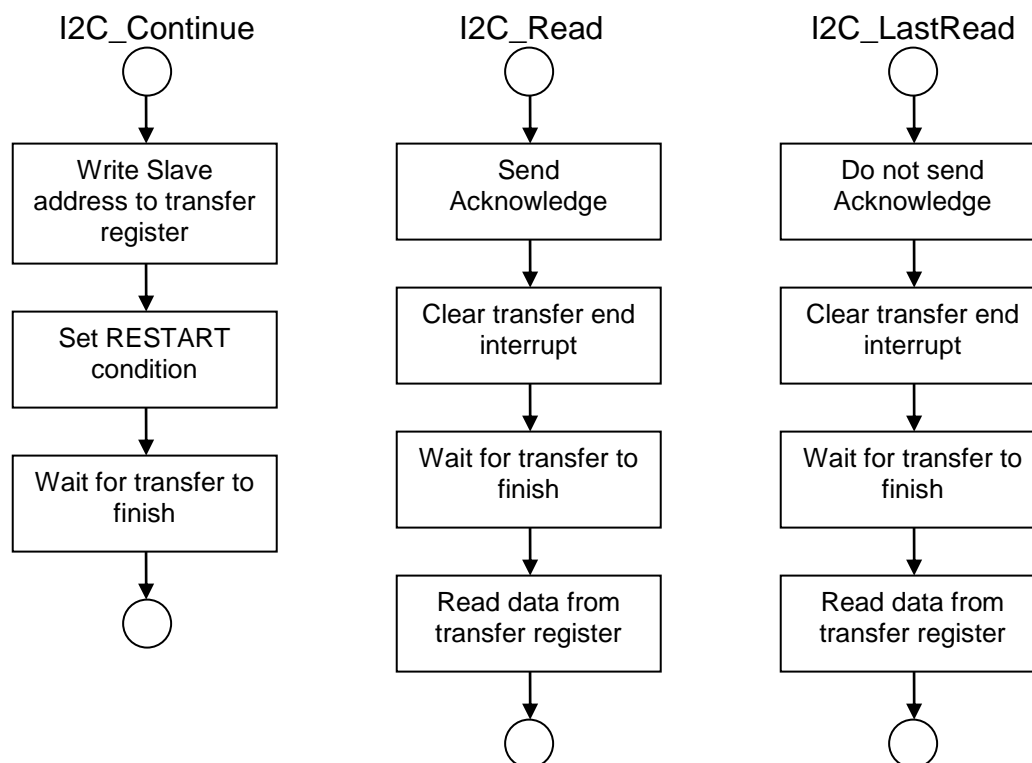 I2C_Continue
Write Slave
address to transfer
register
Set RESTART
condition
Wait for transfer to
finish
I2C_Read
Send
Acknowledge
Clear transfer end
interrupt
Wait for transfer to
finish
Read data from
transfer register
I2C_LastRead
Do not send
Acknowledge
Clear transfer end
interrupt
Wait for transfer to
finish
Read data from
transfer register